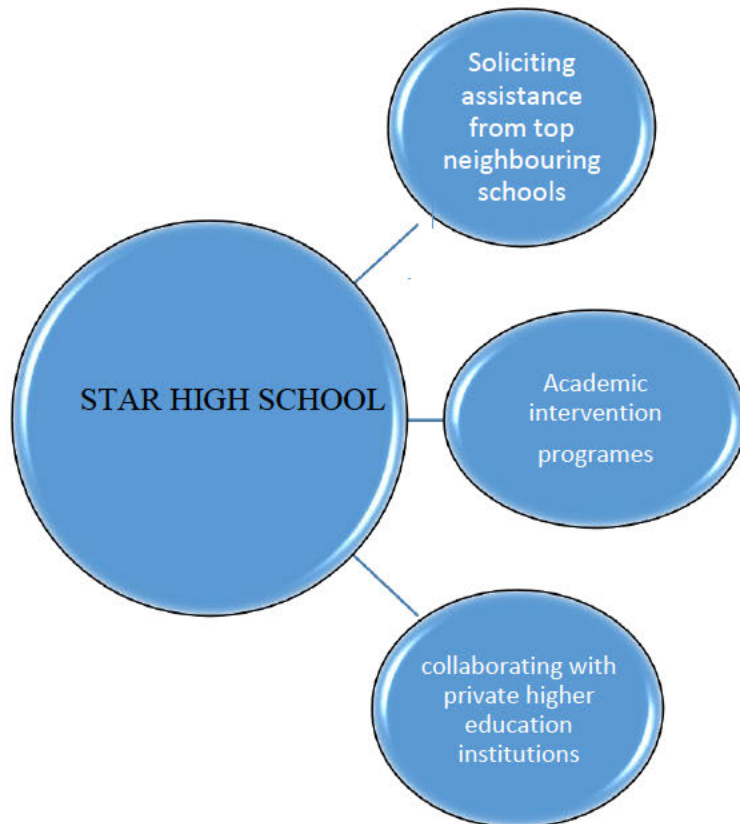 Soliciting
assistance
from top
neighbouring
schools
STAR HIGH SCHOOL
Academic
intervention
programes
collaborating with
private higher
education
institutions